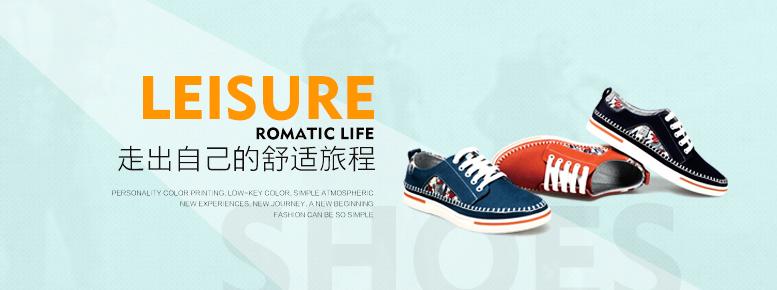 LEISURE
ROMATIC LIFE
走出自己的舒适旅程
PERSONALITY COLOR PRINTING, LOW-KEY COLOR, SIMPLE ATMOSPHERIC
NEW EXPERIENCES, NEW JOURNEY, A NEW BEGINNING
FASHION CAN BE SO SIMPLE
SHOES